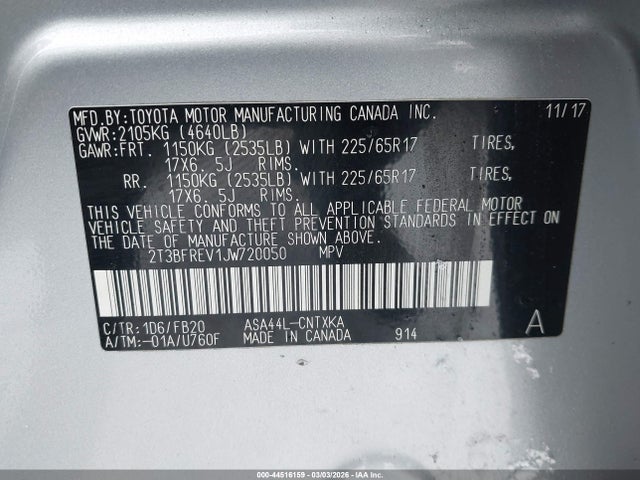 MFD.BY:TOYOTA MOTOR MANUFACTURING CANADA INC. 11/17
GVWR:2105KG (4640LB)
GAWR:FRT. 1150KG (2535LB) WITH 225/65R17 TIRES,
17X6.5J RIMS.
RR. 1150KG (2535LB) WITH 225/65R17 TIRES,
17X6.5J RIMS.
THIS VEHICLE CONFORMS TO ALL APPLICABLE FEDERAL MOTOR
VEHICLE SAFETY AND THEFT PREVENTION STANDARDS IN EFFECT ON
THE DATE OF MANUFACTURE SHOWN ABOVE.
2T3BFREV1JW720050 MPV
C/TR:1D6/FB20 ASA44L-CNTXKA A
A/TM:-01A/U760F MADE IN CANADA 914
000-44516159 - 03/03/2026 - IAA Copart